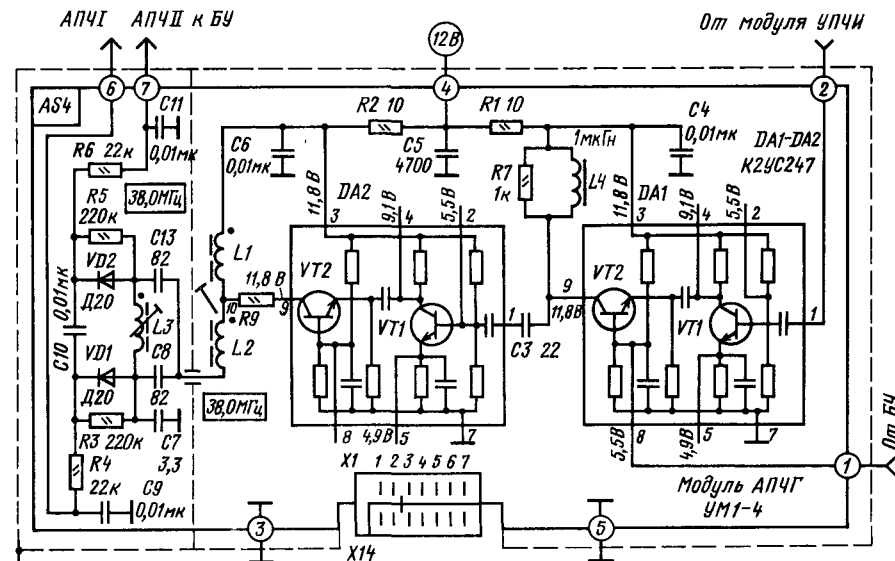 АПЧI АПЧII к БУ
12В
От модуля УПЧИ
6 7 4 2
AS4
C11
0,01мк
R2 10
R1 10
C4
0,01мк
R6 22к
C6
0,01мк
C5
4700
1мкГн
DA1-DA2
К2УС247
R7
1к
L4
38,0МГц
R5
220к
C13
82
11,8 В
3
DA2
9,1В
4
5,5В
2
11,8 В
3
DA1
9,1В
4
5,5В
2
0,01мк
C10
VD2
Д20
L1
L3
10
R9
11,8 В
9
VT2
VT1
1
C3 22
9
11,8В
VT2
VT1
1
L2
VD1
Д20
C8
82
38,0МГц
R3 220к
C7
3,3
R4
22к
C9
0,01мк
8
4,9В
5
7
5,5В
8
4,9В
5
7
От БЧ
1
X1
1 2 3 4 5 6 7
X14
3
5
Модуль АПЧГ
УМ1-4